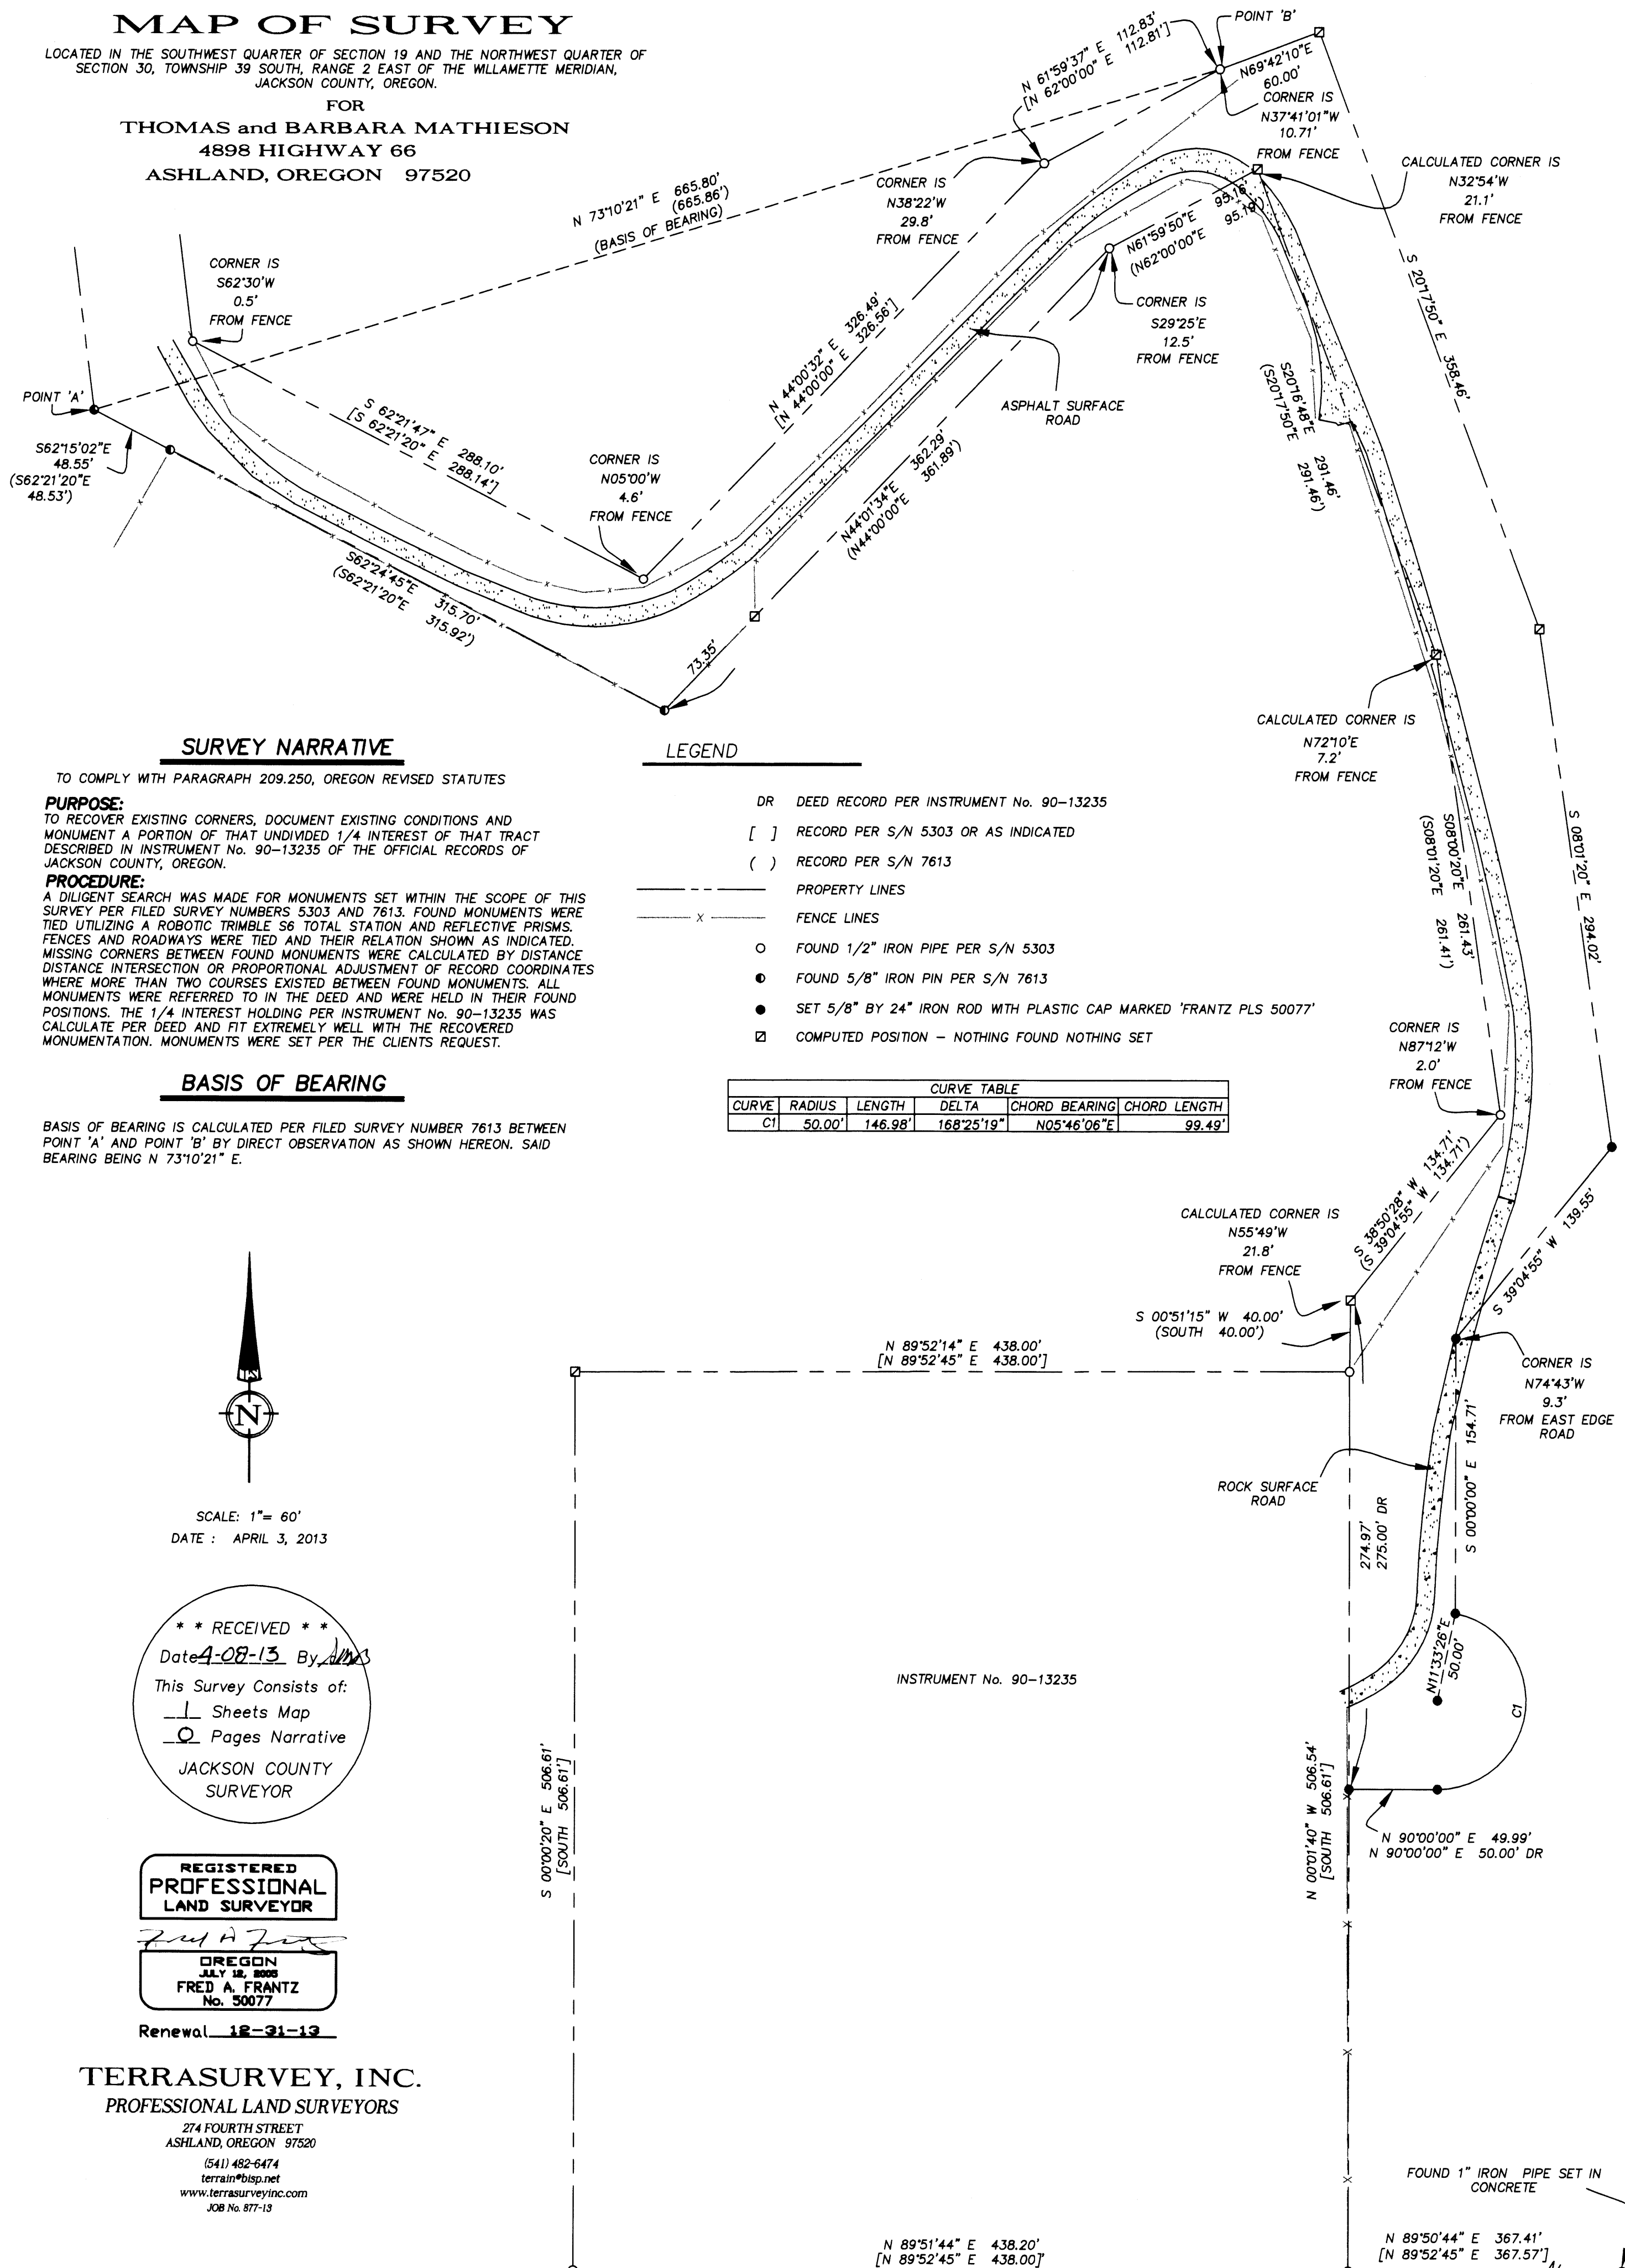 MAP OF SURVEY
LOCATED IN THE SOUTHWEST QUARTER OF SECTION 19 AND THE NORTHWEST QUARTER OF
SECTION 30, TOWNSHIP 39 SOUTH, RANGE 2 EAST OF THE WILLAMETTE MERIDIAN,
JACKSON COUNTY, OREGON.
FOR
THOMAS and BARBARA MATHIESON
4898 HIGHWAY 66
ASHLAND, OREGON 97520
N 61°59'37" E 112.83'
[N 62°00'00" E 112.81']
POINT 'B'
N69°42'10"E
60.00'
CORNER IS
N37°41'01"W
10.71'
FROM FENCE
CALCULATED CORNER IS
N32°54'W
21.1'
FROM FENCE
N 73°10'21" E 665.80'
(665.86')
(BASIS OF BEARING)
CORNER IS
N38°22'W
29.8'
FROM FENCE
N61°59'50"E 95.16'
(N62°00'00"E 95.19')
CORNER IS
S62°30'W
0.5'
FROM FENCE
CORNER IS
S29°25'E
12.5'
FROM FENCE
S 20°17'50" E 358.46'
POINT 'A'
S62°15'02"E
48.55'
(S62°21'20"E
48.53')
S 62°21'47" E 288.10'
[S 62°21'20" E 288.14']
N 44°00'32" E 326.49'
[N 44°00'00" E 326.56']
ASPHALT SURFACE
ROAD
S20°16'48"E 291.46'
(S20°17'50"E 291.46')
CORNER IS
N05°00'W
4.6'
FROM FENCE
N44°01'34"E 362.29'
(N44°00'00"E 361.89')
S62°24'45"E 315.70'
(S62°21'20"E 315.92')
73.35'
CALCULATED CORNER IS
N72°10'E
7.2'
FROM FENCE
SURVEY NARRATIVE
TO COMPLY WITH PARAGRAPH 209.250, OREGON REVISED STATUTES
PURPOSE:
TO RECOVER EXISTING CORNERS, DOCUMENT EXISTING CONDITIONS AND
MONUMENT A PORTION OF THAT UNDIVIDED 1/4 INTEREST OF THAT TRACT
DESCRIBED IN INSTRUMENT No. 90-13235 OF THE OFFICIAL RECORDS OF
JACKSON COUNTY, OREGON.
PROCEDURE:
A DILIGENT SEARCH WAS MADE FOR MONUMENTS SET WITHIN THE SCOPE OF THIS
SURVEY PER FILED SURVEY NUMBERS 5303 AND 7613. FOUND MONUMENTS WERE
TIED UTILIZING A ROBOTIC TRIMBLE S6 TOTAL STATION AND REFLECTIVE PRISMS.
FENCES AND ROADWAYS WERE TIED AND THEIR RELATION SHOWN AS INDICATED.
MISSING CORNERS BETWEEN FOUND MONUMENTS WERE CALCULATED BY DISTANCE
DISTANCE INTERSECTION OR PROPORTIONAL ADJUSTMENT OF RECORD COORDINATES
WHERE MORE THAN TWO COURSES EXISTED BETWEEN FOUND MONUMENTS. ALL
MONUMENTS WERE REFERRED TO IN THE DEED AND WERE HELD IN THEIR FOUND
POSITIONS. THE 1/4 INTEREST HOLDING PER INSTRUMENT No. 90-13235 WAS
CALCULATE PER DEED AND FIT EXTREMELY WELL WITH THE RECOVERED
MONUMENTATION. MONUMENTS WERE SET PER THE CLIENTS REQUEST.
BASIS OF BEARING
BASIS OF BEARING IS CALCULATED PER FILED SURVEY NUMBER 7613 BETWEEN
POINT 'A' AND POINT 'B' BY DIRECT OBSERVATION AS SHOWN HEREON. SAID
BEARING BEING N 73°10'21" E.
LEGEND
DR DEED RECORD PER INSTRUMENT No. 90-13235
[ ] RECORD PER S/N 5303 OR AS INDICATED
( ) RECORD PER S/N 7613
PROPERTY LINES
X FENCE LINES
FOUND 1/2" IRON PIPE PER S/N 5303
FOUND 5/8" IRON PIN PER S/N 7613
SET 5/8" BY 24" IRON ROD WITH PLASTIC CAP MARKED 'FRANTZ PLS 50077'
COMPUTED POSITION - NOTHING FOUND NOTHING SET
CURVE TABLE
CURVE RADIUS LENGTH DELTA CHORD BEARING CHORD LENGTH
C1 50.00' 146.98' 168°25'19" N05°46'06"E 99.49'
S08°00'20"E 261.43'
(S08°01'20"E 261.41')
S 08°01'20" E 294.02'
CORNER IS
N87°12'W
2.0'
FROM FENCE
S 38°50'28" W 134.71'
(S 39°04'55" W 134.71')
S 39°04'55" W 139.55'
CALCULATED CORNER IS
N55°49'W
21.8'
FROM FENCE
S 00°51'15" W 40.00'
(SOUTH 40.00')
N 89°52'14" E 438.00'
[N 89°52'45" E 438.00']
CORNER IS
N74°43'W
9.3'
FROM EAST EDGE
ROAD
ROCK SURFACE
ROAD
274.97'
275.00' DR
S 00°00'00" E 154.71'
N
SCALE: 1"= 60'
DATE : APRIL 3, 2013
* * RECEIVED * *
Date 4-08-13 By
This Survey Consists of:
1 Sheets Map
0 Pages Narrative
JACKSON COUNTY
SURVEYOR
INSTRUMENT No. 90-13235
N11°33'26"E
50.00'
C1
S 00°00'20" E 506.61'
[SOUTH 506.61']
N 00°01'40" W 506.54'
[SOUTH 506.61']
N 90°00'00" E 49.99'
N 90°00'00" E 50.00' DR
REGISTERED
PROFESSIONAL
LAND SURVEYOR
Fred A Frantz
OREGON
JULY 12, 2005
FRED A. FRANTZ
No. 50077
Renewal 12-31-13
TERRASURVEY, INC.
PROFESSIONAL LAND SURVEYORS
274 FOURTH STREET
ASHLAND, OREGON 97520
(541) 482-6474
terrain@bisp.net
www.terrasurveyinc.com
JOB No. 877-13
FOUND 1" IRON PIPE SET IN
CONCRETE
N 89°51'44" E 438.20'
[N 89°52'45" E 438.00]'
N 89°50'44" E 367.41'
[N 89°52'45" E 367.57']